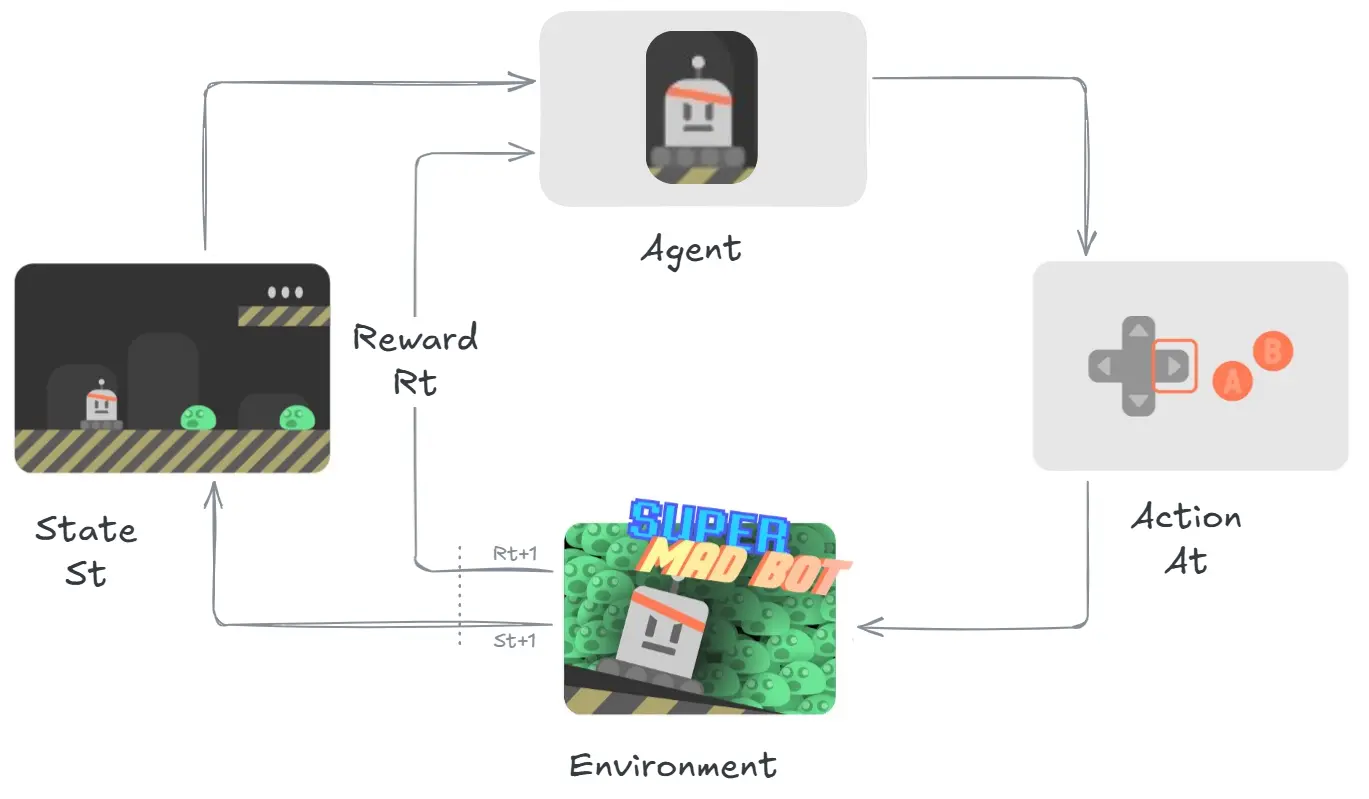 Agent
Reward
Rt
B
A
State
St
Action
At
SUPER
MAD BOT
Rt+1
St+1
Environment